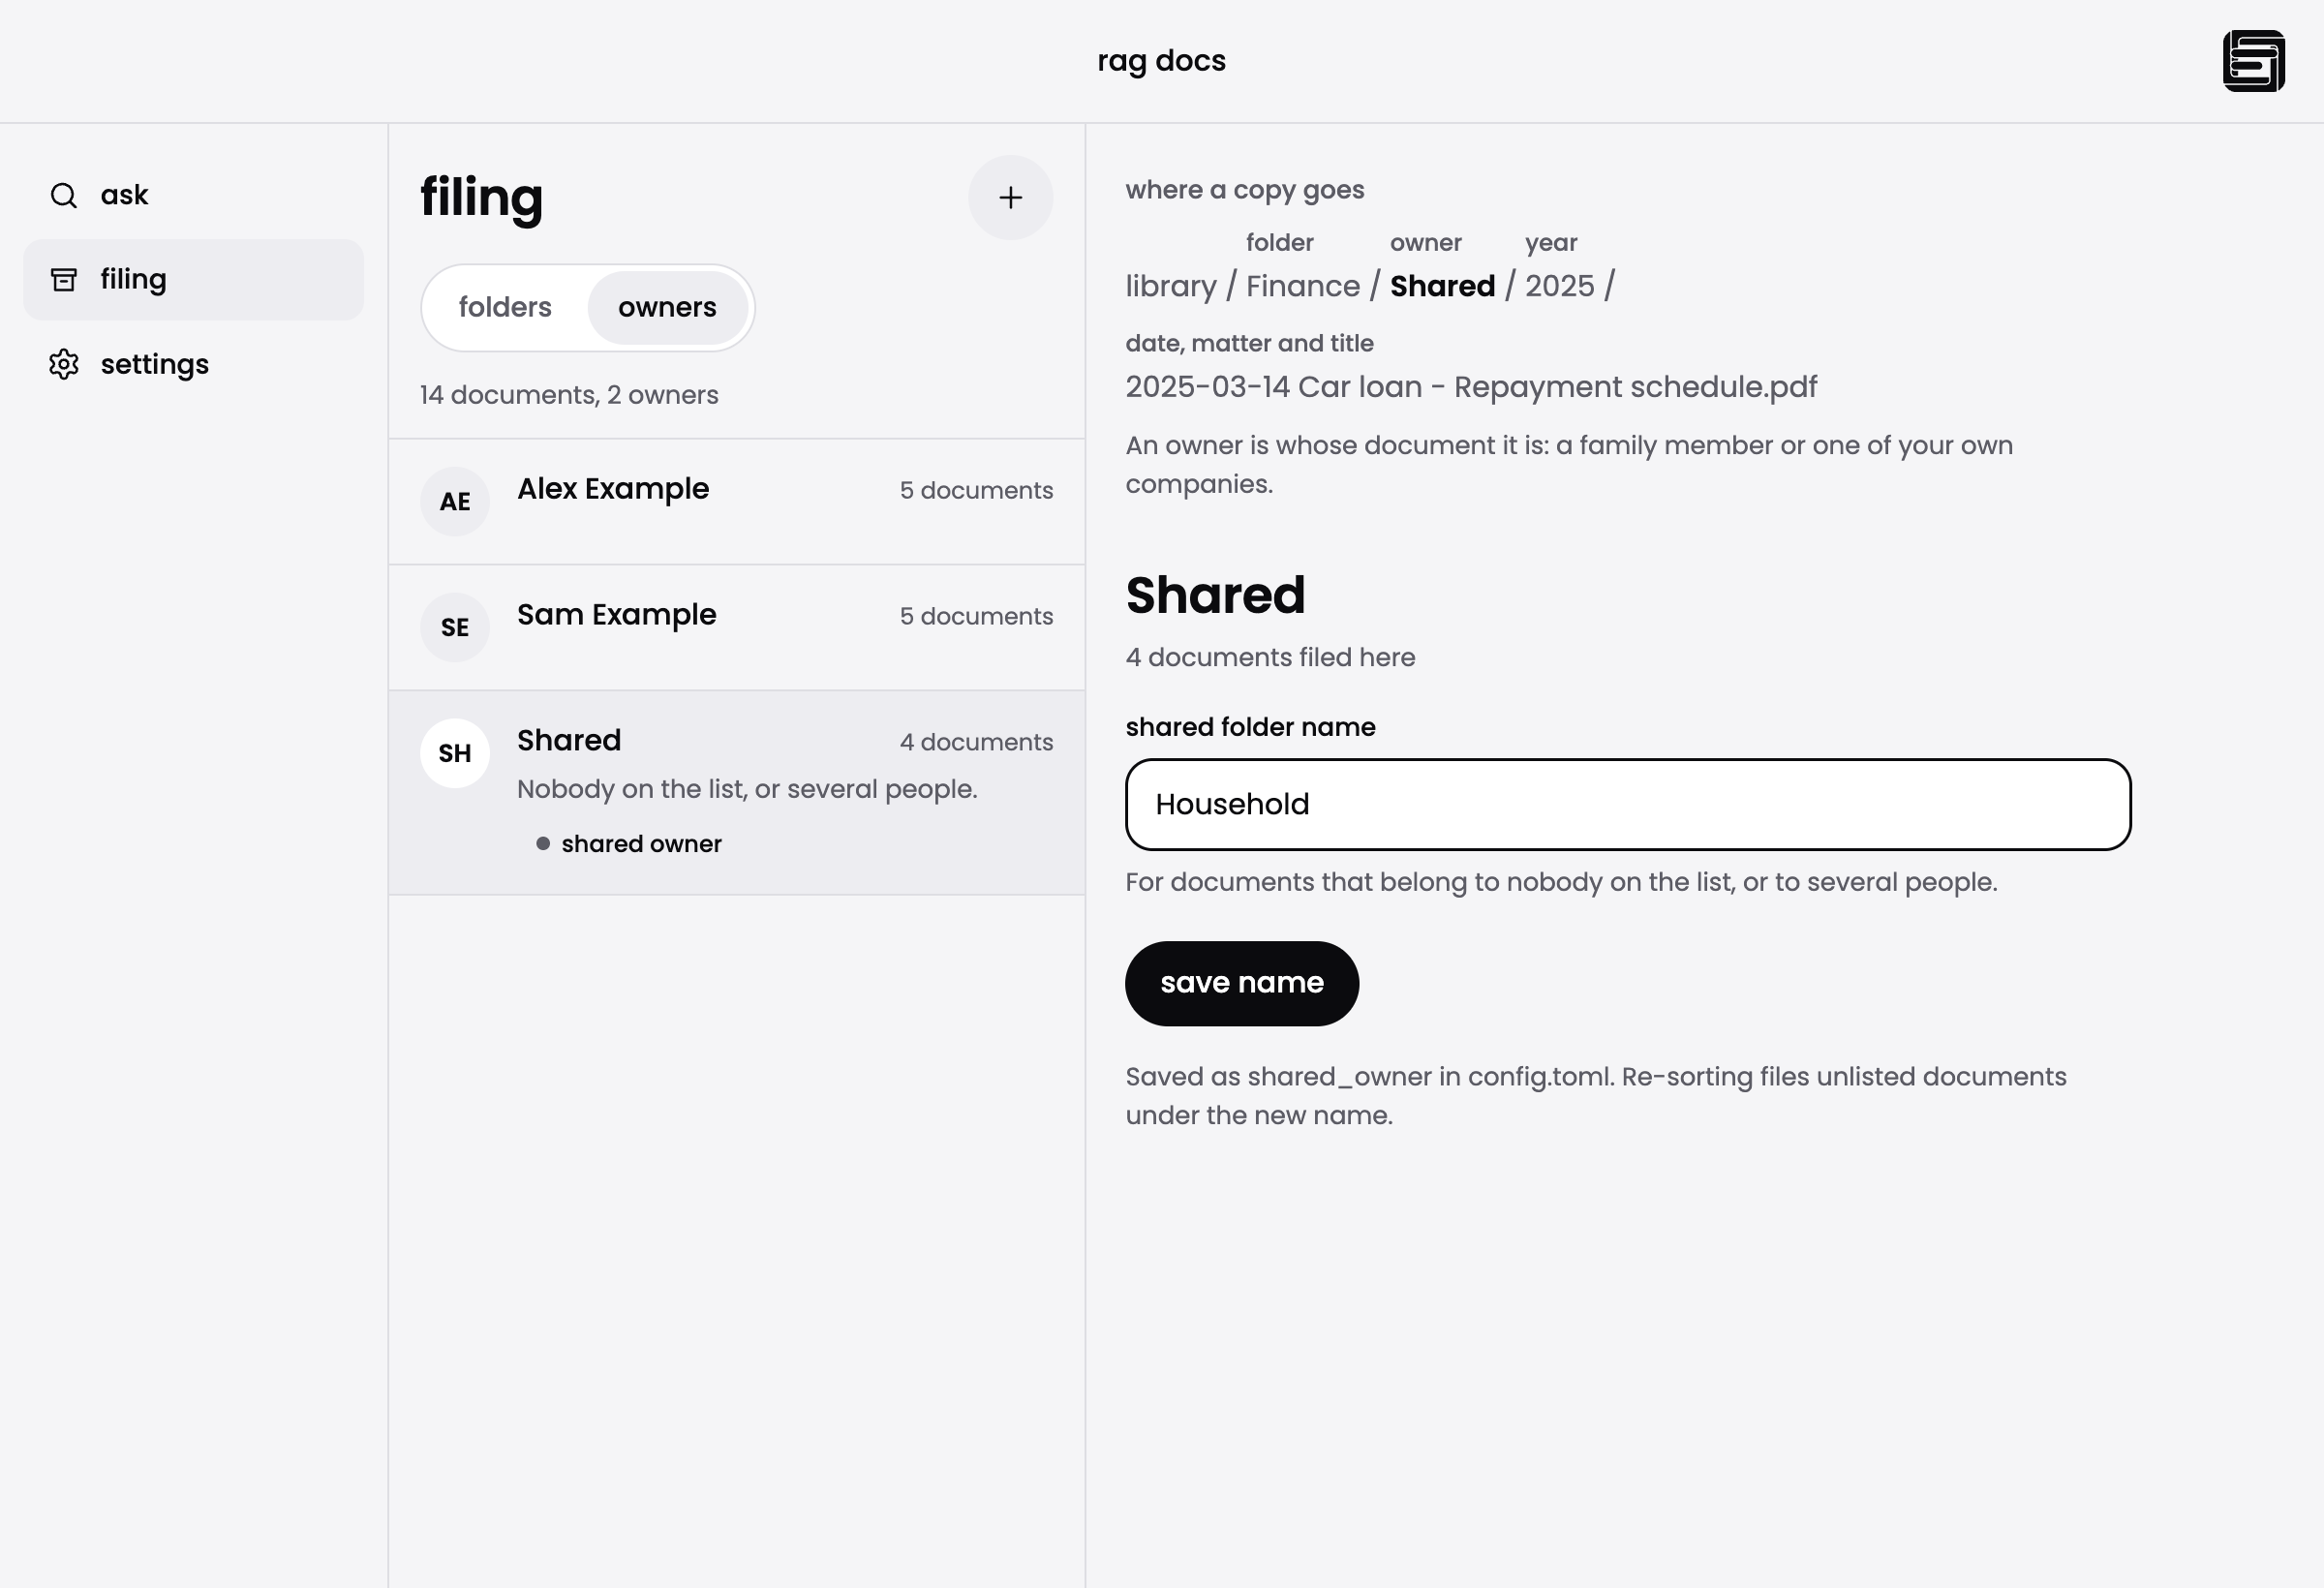 rag docs
ask
filing
settings
filing
+
folders owners
14 documents, 2 owners
AE Alex Example 5 documents
SE Sam Example 5 documents
SH Shared 4 documents
Nobody on the list, or several people.
shared owner
where a copy goes
folder owner year
library / Finance / Shared / 2025 /
date, matter and title
2025-03-14 Car loan - Repayment schedule.pdf
An owner is whose document it is: a family member or one of your own
companies.
Shared
4 documents filed here
shared folder name
Household
For documents that belong to nobody on the list, or to several people.
save name
Saved as shared_owner in config.toml. Re-sorting files unlisted documents
under the new name.